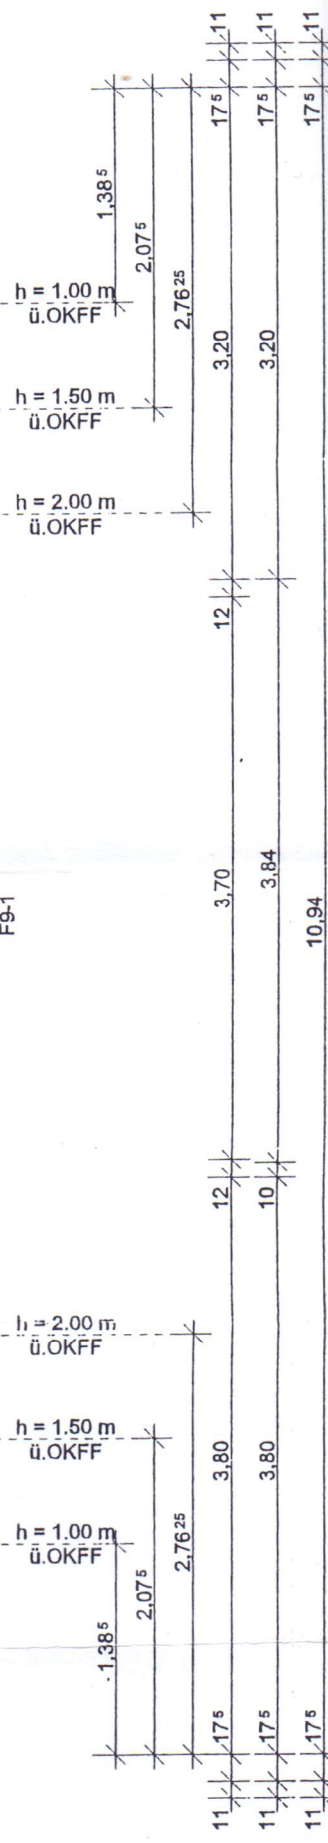 11
11
11
17⁵
17⁵
17⁵
1,38⁵
2,07⁵
2,76²⁵
h = 1.00 m
ü.OKFF
3,20
3,20
h = 1.50 m
ü.OKFF
h = 2.00 m
ü.OKFF
12
F9-1
3,70
3,84
10,94
12
10
h = 2.00 m
ü.OKFF
h = 1.50 m
ü.OKFF
3,80
3,80
h = 1.00 m
ü.OKFF
2,76²⁵
2,07⁵
1,38⁵
17⁵
17⁵
17⁵
11
11
11